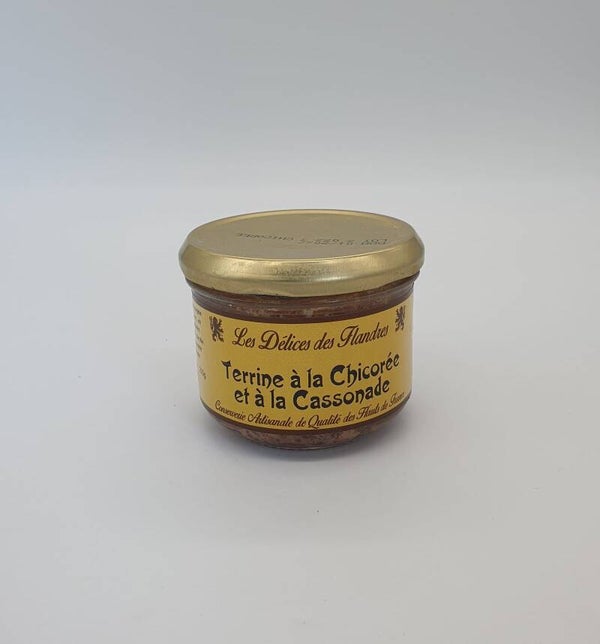 Les Délices des Flandres
Terrine à la Chicorée
et à la Cassonade
Conserverie Artisanale de Qualité des Hauts de France